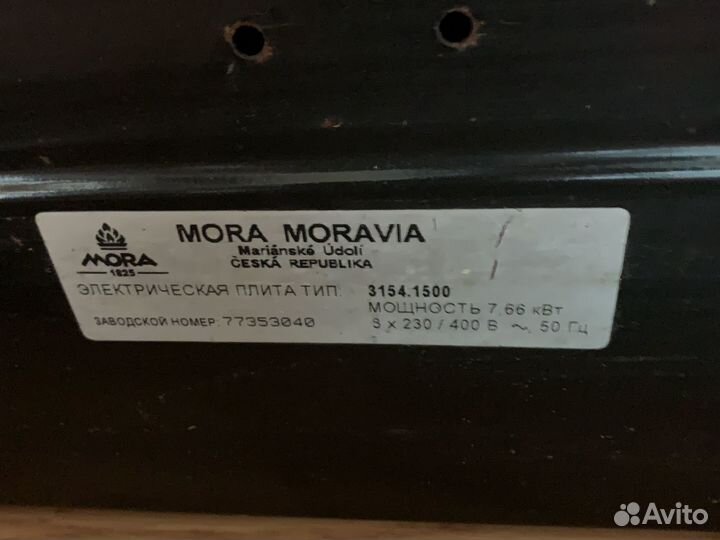 MORA
1825
MORA MORAVIA
Mariánské Údolí
ČESKÁ REPUBLIKA
ЭЛЕКТРИЧЕСКАЯ ПЛИТА ТИП: 3154.1500
МОЩНОСТЬ 7,66 кВт
ЗАВОДСКОЙ НОМЕР: 77353040 3 x 230 / 400 В ~, 50 Гц
Avito